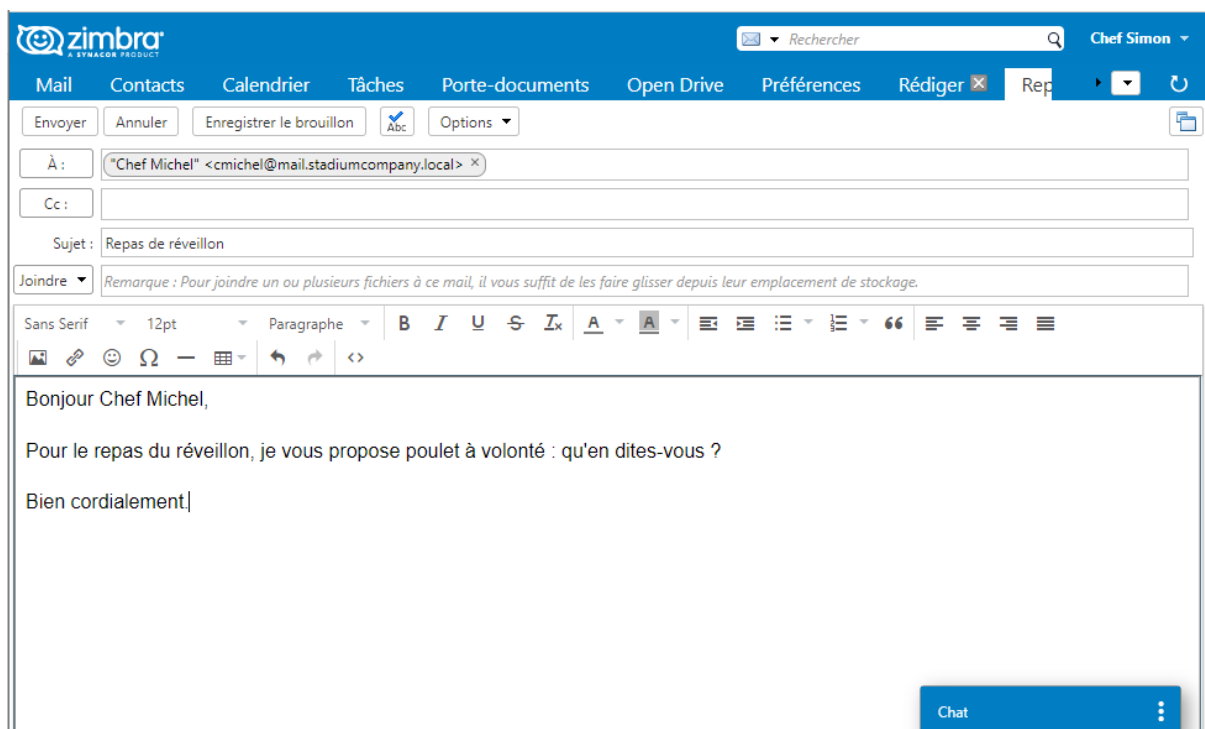 zimbra
A SYNACOR PRODUCT
Rechercher
Chef Simon
Mail Contacts Calendrier Tâches Porte-documents Open Drive Préférences Rédiger Rep
Envoyer Annuler Enregistrer le brouillon Abc Options
À : "Chef Michel" <cmichel@mail.stadiumcompany.local> ×
Cc :
Sujet : Repas de réveillon
Joindre Remarque : Pour joindre un ou plusieurs fichiers à ce mail, il vous suffit de les faire glisser depuis leur emplacement de stockage.
Sans Serif 12pt Paragraphe B I U S Ix A A
Ω
Bonjour Chef Michel,
Pour le repas du réveillon, je vous propose poulet à volonté : qu'en dites-vous ?
Bien cordialement.
Chat